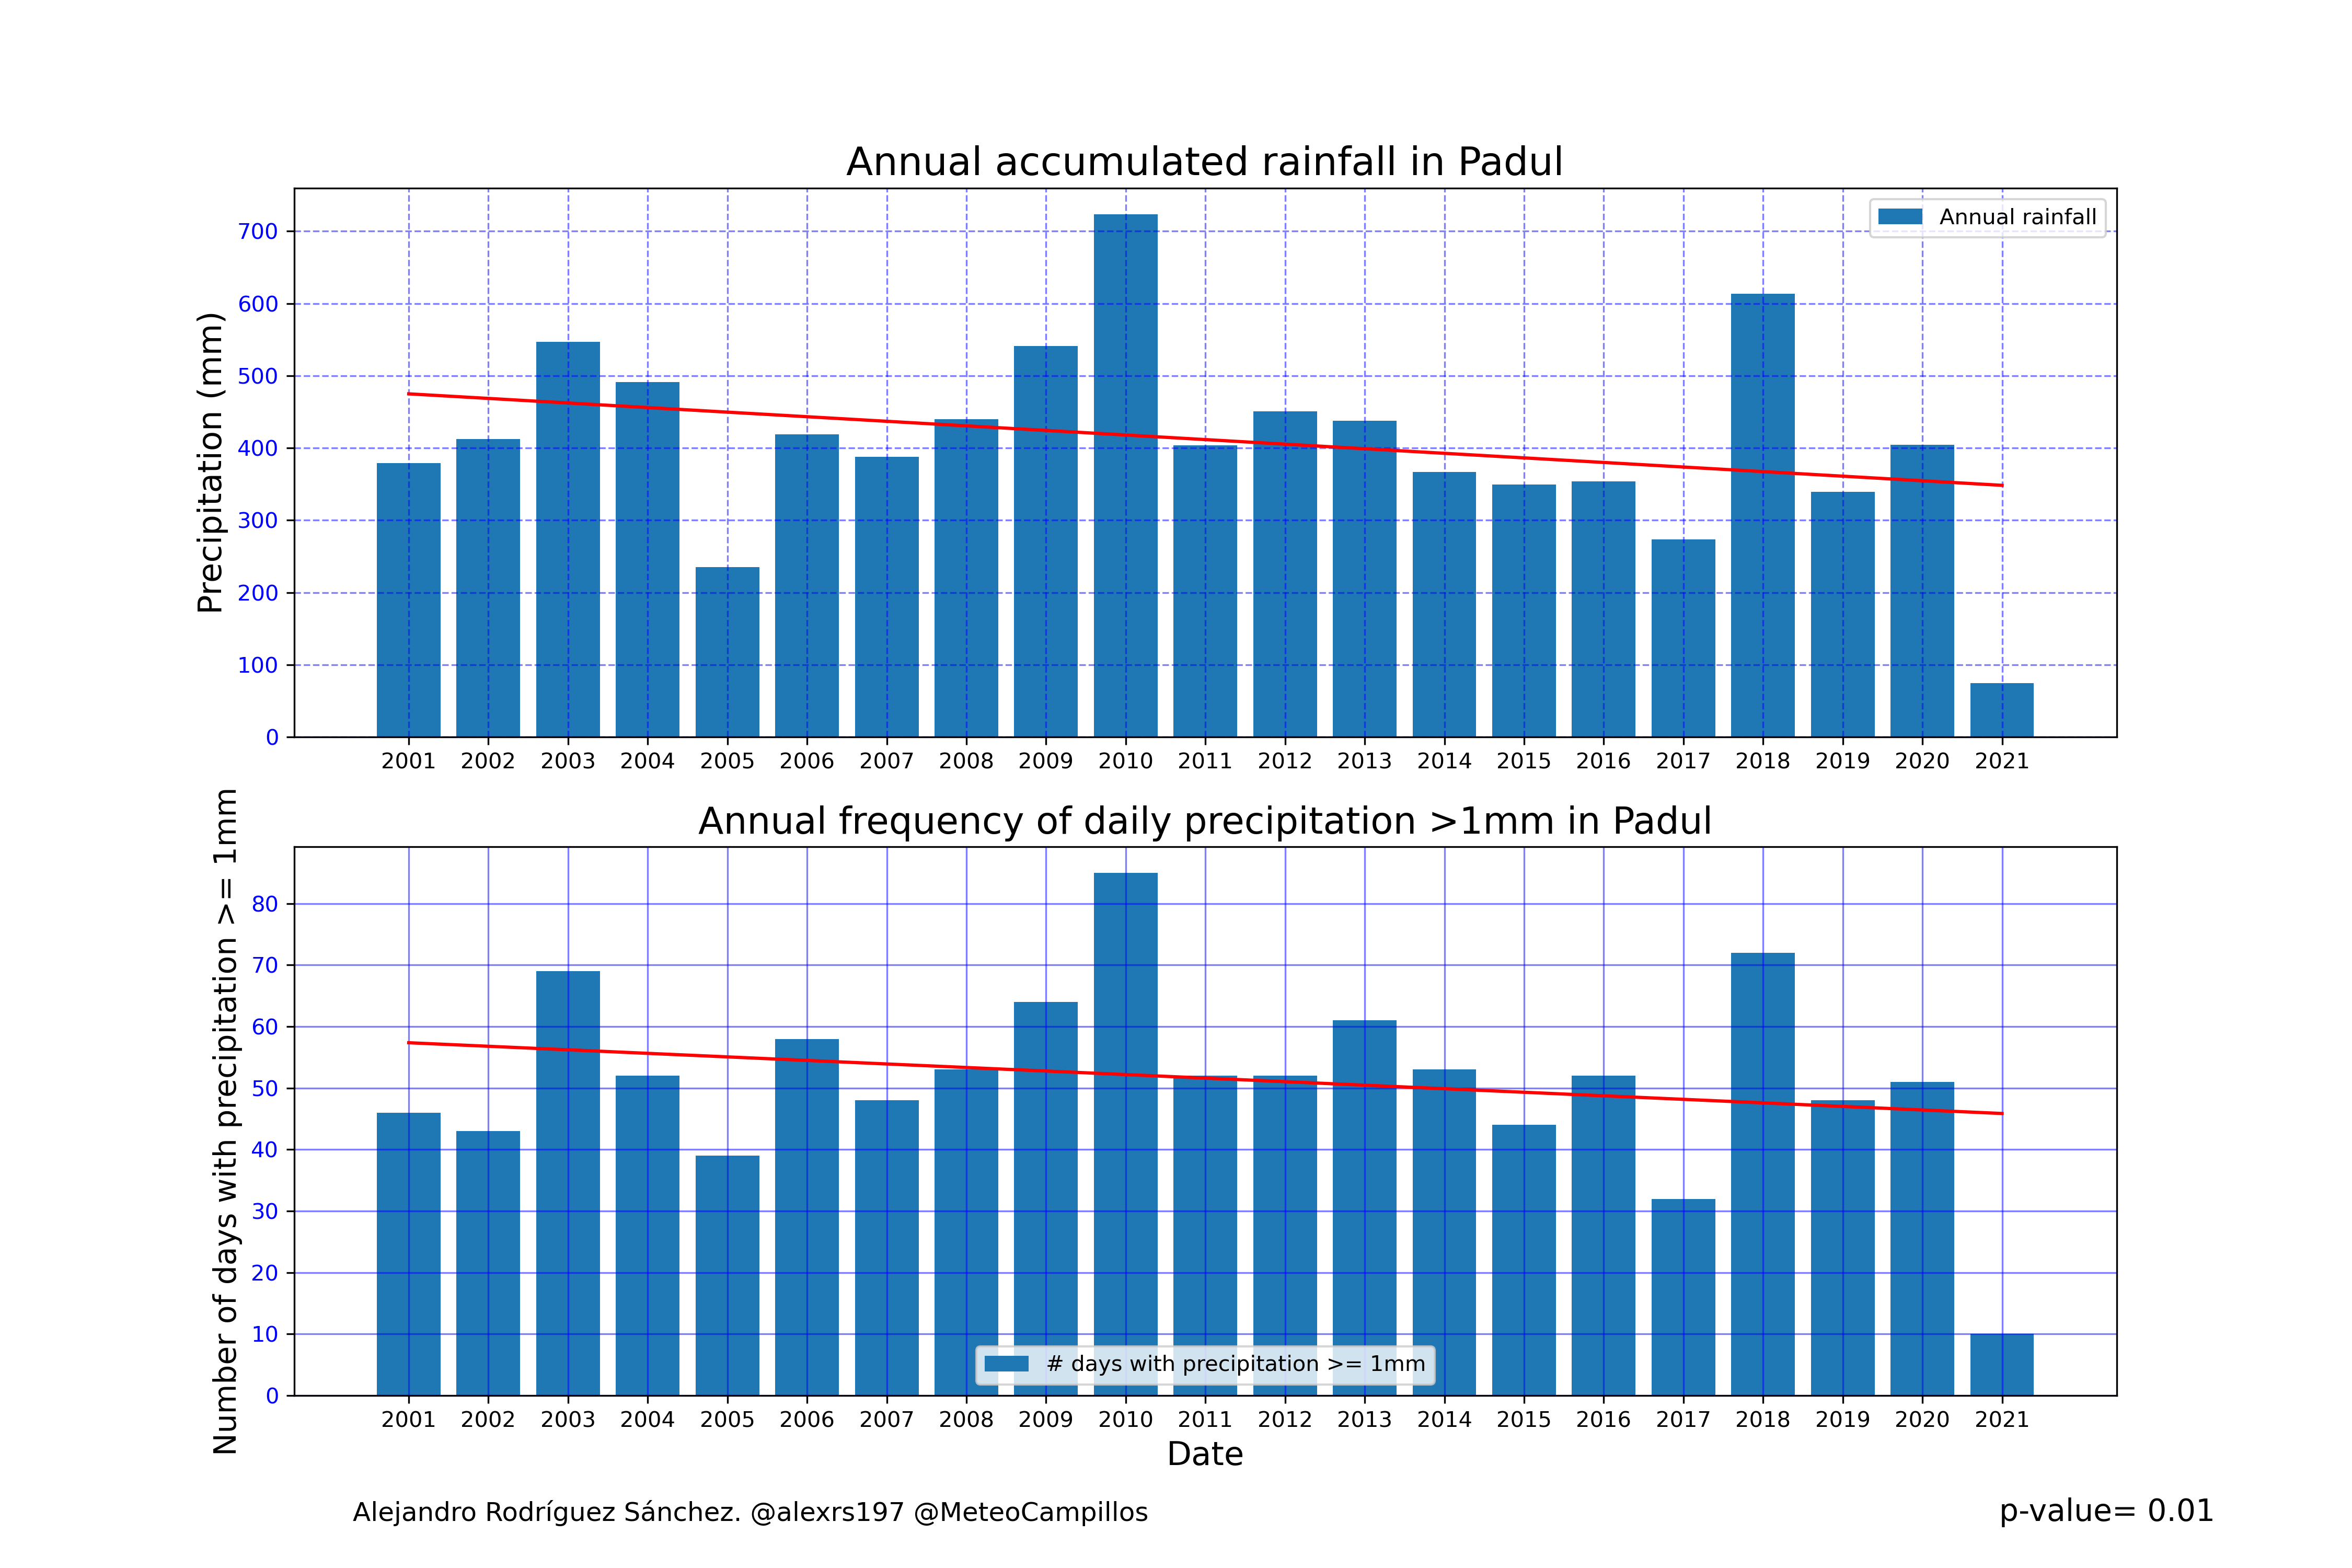 Annual accumulated rainfall in Padul
Annual rainfall
Precipitation (mm)
700
600
500
400
300
200
100
0
2001 2002 2003 2004 2005 2006 2007 2008 2009 2010 2011 2012 2013 2014 2015 2016 2017 2018 2019 2020 2021
Annual frequency of daily precipitation >1mm in Padul
Number of days with precipitation >= 1mm
80
70
60
50
40
30
20
10
0
# days with precipitation >= 1mm
2001 2002 2003 2004 2005 2006 2007 2008 2009 2010 2011 2012 2013 2014 2015 2016 2017 2018 2019 2020 2021
Date
Alejandro Rodríguez Sánchez. @alexrs197 @MeteoCampillos
p-value= 0.01